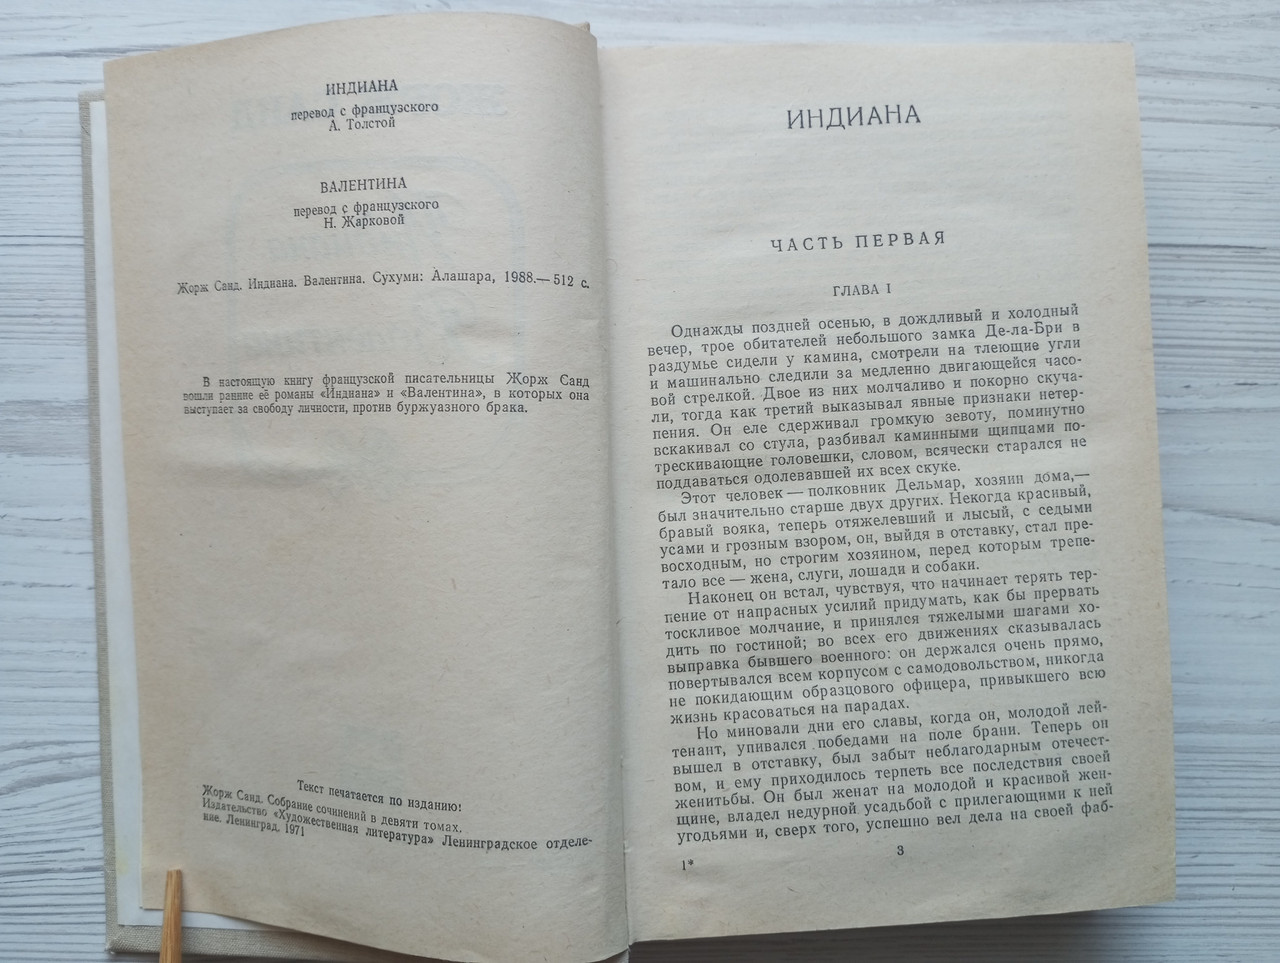 ИНДИАНА
перевод с французского
А. Толстой
ВАЛЕНТИНА
перевод с французского
Н. Жарковой
Жорж Санд. Индиана. Валентина. Сухуми: Алашара, 1988.— 512 с.
В настоящую книгу французской писательницы Жорж Санд
вошли ранние её романы «Индиана» и «Валентина», в которых она
выступает за свободу личности, против буржуазного брака.
Текст печатается по изданию!
Жорж Санд. Собрание сочинений в девяти томах.
Издательство «Художественная литература» Ленинградское отделе-
ние. Ленинград. 1971
ИНДИАНА
ЧАСТЬ ПЕРВАЯ
ГЛАВА I
Однажды поздней осенью, в дождливый и холодный
вечер, трое обитателей небольшого замка Де-ла-Бри в
раздумье сидели у камина, смотрели на тлеющие угли
и машинально следили за медленно двигающейся часо-
вой стрелкой. Двое из них молчаливо и покорно скуча-
ли, тогда как третий выказывал явные признаки нетер-
пения. Он еле сдерживал громкую зевоту, поминутно
вскакивал со стула, разбивал каминными щипцами по-
трескивающие головешки, словом, всячески старался не
поддаваться одолевавшей их всех скуке.
Этот человек — полковник Дельмар, хозяин дома,—
был значительно старше двух других. Некогда красивый,
бравый вояка, теперь отяжелевший и лысый, с седыми
усами и грозным взором, он, выйдя в отставку, стал пре-
восходным, но строгим хозяином, перед которым трепе-
тало все — жена, слуги, лошади и собаки.
Наконец он встал, чувствуя, что начинает терять тер-
пение от напрасных усилий придумать, как бы прервать
тоскливое молчание, и принялся тяжелыми шагами хо-
дить по гостиной; во всех его движениях сказывалась
выправка бывшего военного: он держался очень прямо,
повертывался всем корпусом с самодовольством, никогда
не покидающим образцового офицера, привыкшего всю
жизнь красоваться на парадах.
Но миновали дни его славы, когда он, молодой лей-
тенант, упивался победами на поле брани. Теперь он
вышел в отставку, был забыт неблагодарным отечест-
вом, и ему приходилось терпеть все последствия своей
женитьбы. Он был женат на молодой и красивой жен-
щине, владел недурной усадьбой с прилегающими к ней
угодьями и, сверх того, успешно вел дела на своей фаб-
1*
3